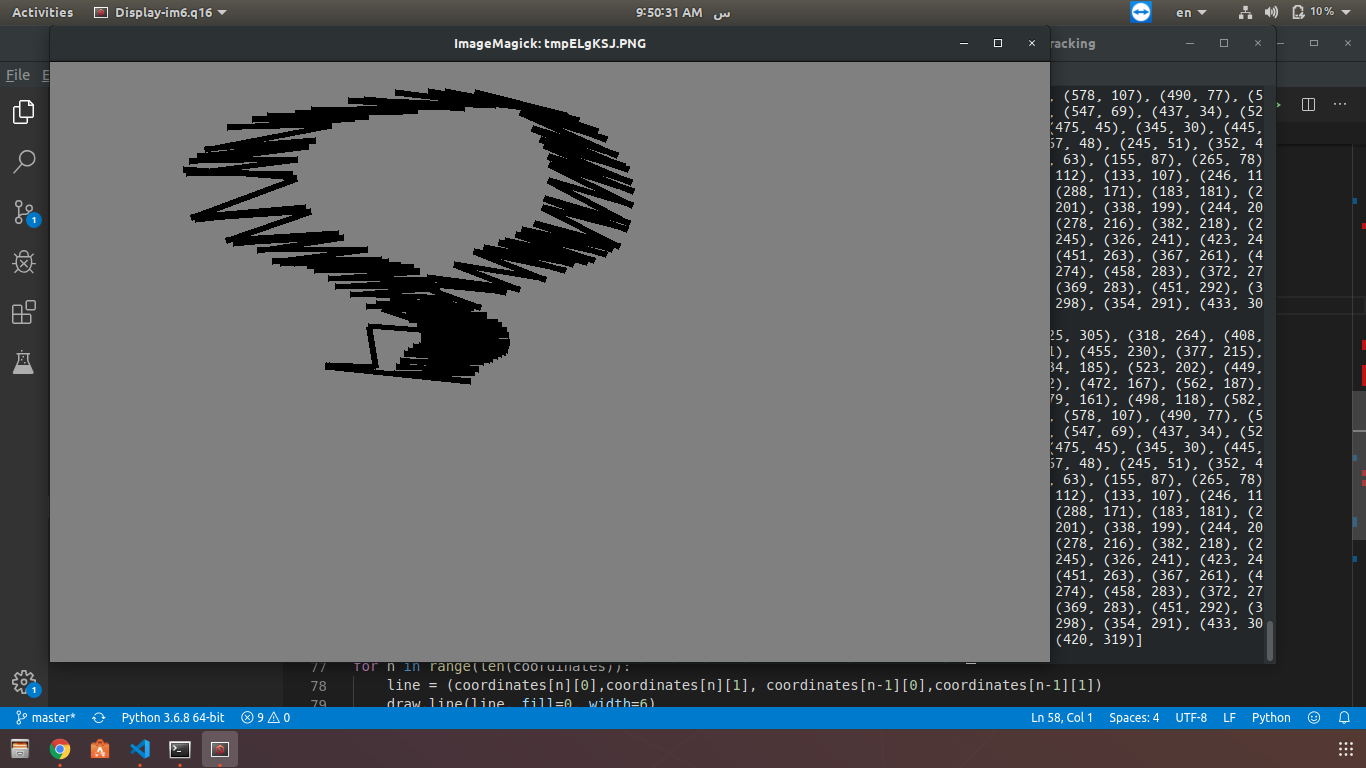 Activities Display-im6.q16 9:50:31 AM س en 10%
ImageMagick: tmpELgKSJ.PNG
racking
File E
, (578, 107), (490, 77), (5
, (547, 69), (437, 34), (52
(475, 45), (345, 30), (445,
67, 48), (245, 51), (352, 4
, 63), (155, 87), (265, 78)
112), (133, 107), (246, 11
(288, 171), (183, 181), (2
201), (338, 199), (244, 20
(278, 216), (382, 218), (2
245), (326, 241), (423, 24
(451, 263), (367, 261), (4
274), (458, 283), (372, 27
(369, 283), (451, 292), (3
298), (354, 291), (433, 30
25, 305), (318, 264), (408,
1), (455, 230), (377, 215),
34, 185), (523, 202), (449,
2), (472, 167), (562, 187),
79, 161), (498, 118), (582,
, (578, 107), (490, 77), (5
, (547, 69), (437, 34), (52
(475, 45), (345, 30), (445,
67, 48), (245, 51), (352, 4
, 63), (155, 87), (265, 78)
112), (133, 107), (246, 11
(288, 171), (183, 181), (2
201), (338, 199), (244, 20
(278, 216), (382, 218), (2
245), (326, 241), (423, 24
(451, 263), (367, 261), (4
274), (458, 283), (372, 27
(369, 283), (451, 292), (3
298), (354, 291), (433, 30
(420, 319)]
1
1
77 for n in range(len(coordinates)):
78 line = (coordinates[n][0],coordinates[n][1], coordinates[n-1][0],coordinates[n-1][1])
79 draw.line(line, fill=0, width=6)
master* Python 3.6.8 64-bit 9 0 Ln 58, Col 1 Spaces: 4 UTF-8 LF Python